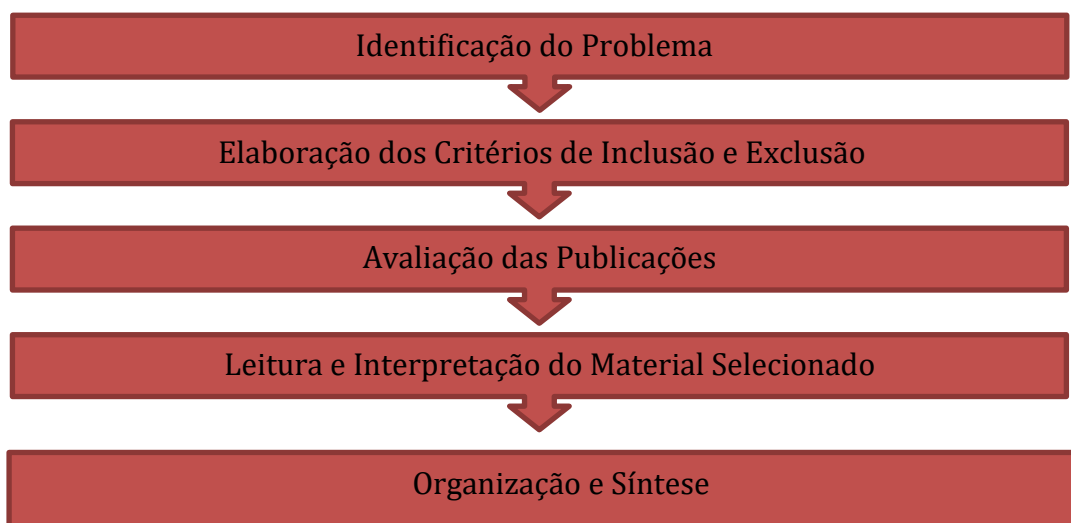 Identificação do Problema
Elaboração dos Critérios de Inclusão e Exclusão
Avaliação das Publicações
Leitura e Interpretação do Material Selecionado
Organização e Síntese